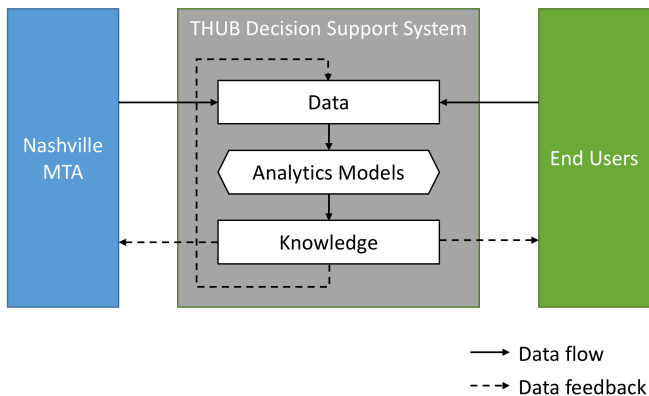 THUB Decision Support System
Data
Nashville
MTA
Analytics Models
End Users
Knowledge
Data flow
Data feedback